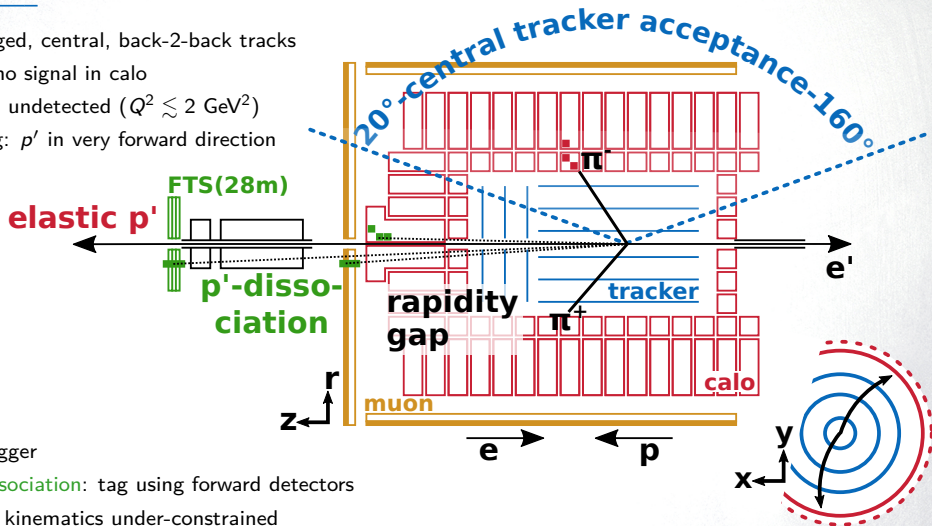 ged, central, back-2-back tracks
no signal in calo
undetected (Q² ≲ 2 GeV²)
g: p′ in very forward direction
20°-central tracker acceptance-160°
FTS(28m)
elastic p'
π-
e'
p'-disso-
ciation
rapidity
gap
tracker
π+
calo
muon
r
z
e
p
y
x
gger
sociation: tag using forward detectors
kinematics under-constrained